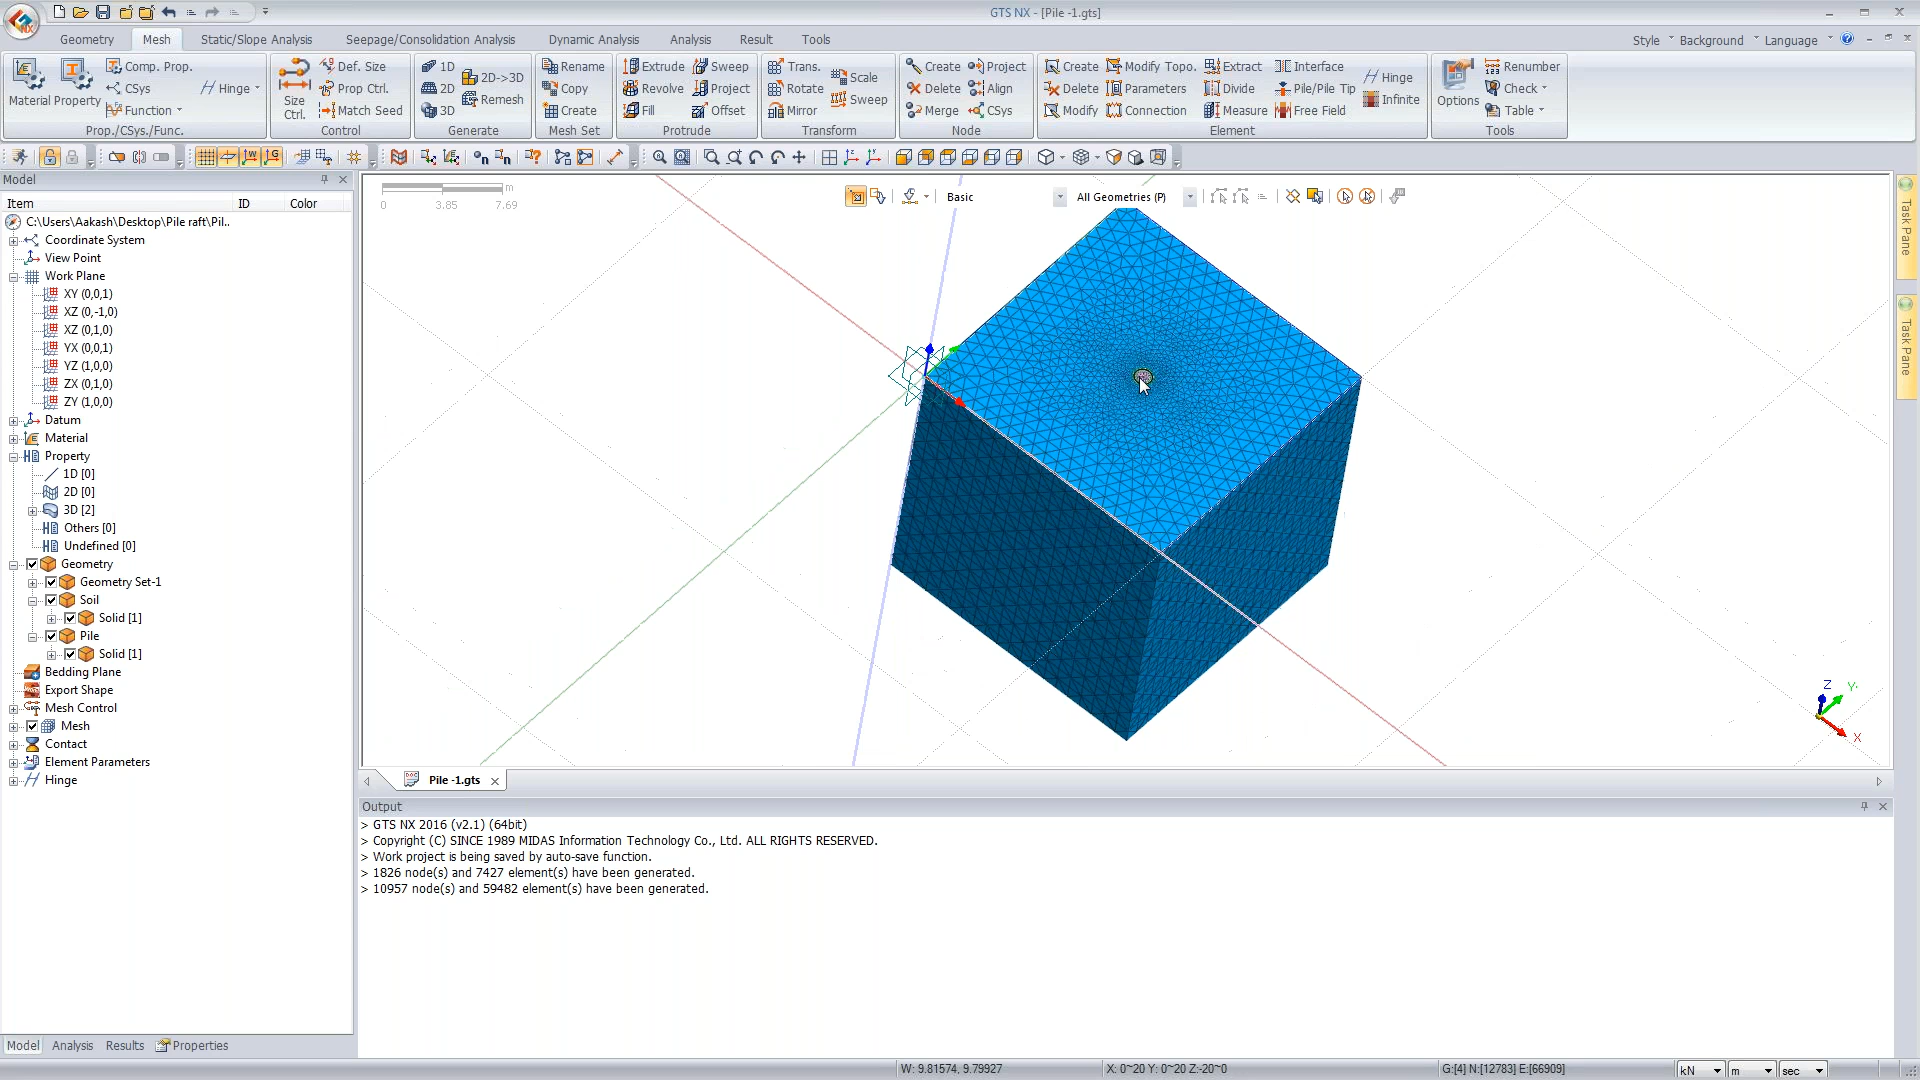 GTS NX - [Pile -1.gts]
Geometry Mesh Static/Slope Analysis Seepage/Consolidation Analysis Dynamic Analysis Analysis Result Tools
Style Background Language
Material Property
Comp. Prop.
CSys
Function
Hinge
Prop./CSys./Func.
Size Ctrl.
Def. Size
Prop Ctrl.
Match Seed
Control
1D
2D
3D
2D->3D
Remesh
Generate
Rename
Copy
Create
Mesh Set
Extrude
Revolve
Fill
Sweep
Project
Offset
Protrude
Trans.
Rotate
Mirror
Scale
Sweep
Transform
Create
Delete
Merge
Project
Align
CSys
Node
Create
Delete
Modify
Modify Topo.
Parameters
Connection
Extract
Divide
Measure
Interface
Pile/Pile Tip
Free Field
Hinge
Infinite
Element
Options
Renumber
Check
Table
Tools
Model
Item ID Color
C:\Users\Aakash\Desktop\Pile raft\Pil..
Coordinate System
View Point
Work Plane
XY (0,0,1)
XZ (0,-1,0)
XZ (0,1,0)
YX (0,0,1)
YZ (1,0,0)
ZX (0,1,0)
ZY (1,0,0)
Datum
Material
Property
1D [0]
2D [0]
3D [2]
Others [0]
Undefined [0]
Geometry
Geometry Set-1
Soil
Solid [1]
Pile
Solid [1]
Bedding Plane
Export Shape
Mesh Control
Mesh
Contact
Element Parameters
Hinge
Model Analysis Results Properties
m
0 3.85 7.69
Basic
All Geometries (P)
Z
Y
X
Task Pane
Task Pane
Pile -1.gts
Output
> GTS NX 2016 (v2.1) (64bit)
> Copyright (C) SINCE 1989 MIDAS Information Technology Co., Ltd. ALL RIGHTS RESERVED.
> Work project is being saved by auto-save function.
> 1826 node(s) and 7427 element(s) have been generated.
> 10957 node(s) and 59482 element(s) have been generated.
W: 9.81574, 9.79927
X: 0~20 Y: 0~20 Z:-20~0
G:[4] N:[12783] E:[66909]
kN
m
sec